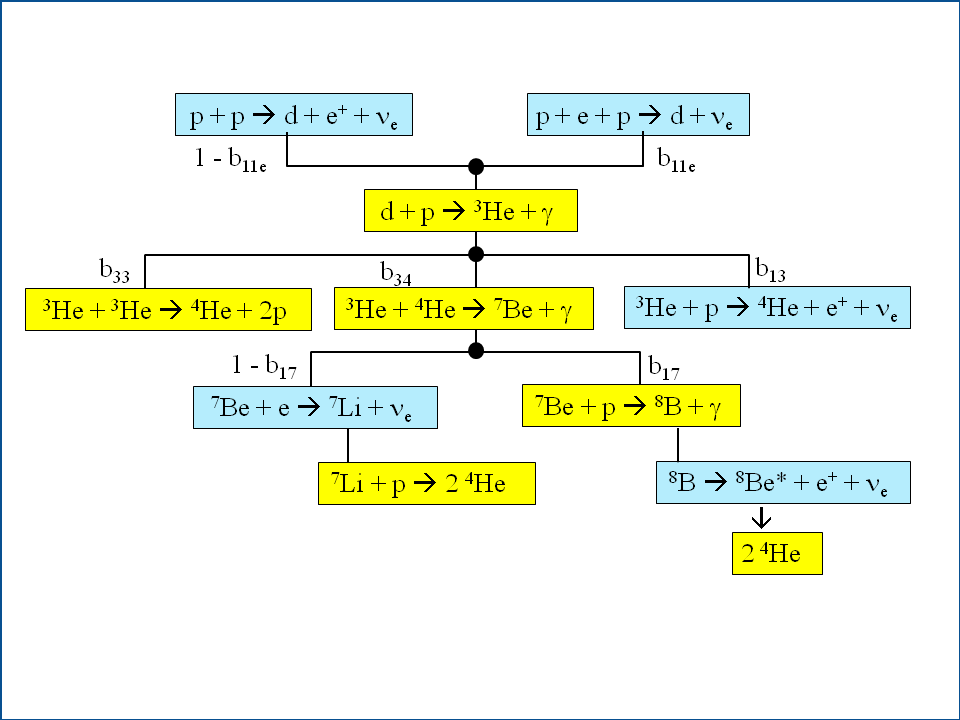 p + p → d + e⁺ + νₑ
p + e + p → d + νₑ
1 - b₁₁ₑ
b₁₁ₑ
d + p → ³He + γ
b₃₃
b₃₄
b₁₃
³He + ³He → ⁴He + 2p
³He + ⁴He → ⁷Be + γ
³He + p → ⁴He + e⁺ + νₑ
1 - b₁₇
b₁₇
⁷Be + e → ⁷Li + νₑ
⁷Be + p → ⁸B + γ
⁷Li + p → 2 ⁴He
⁸B → ⁸Be* + e⁺ + νₑ
2 ⁴He